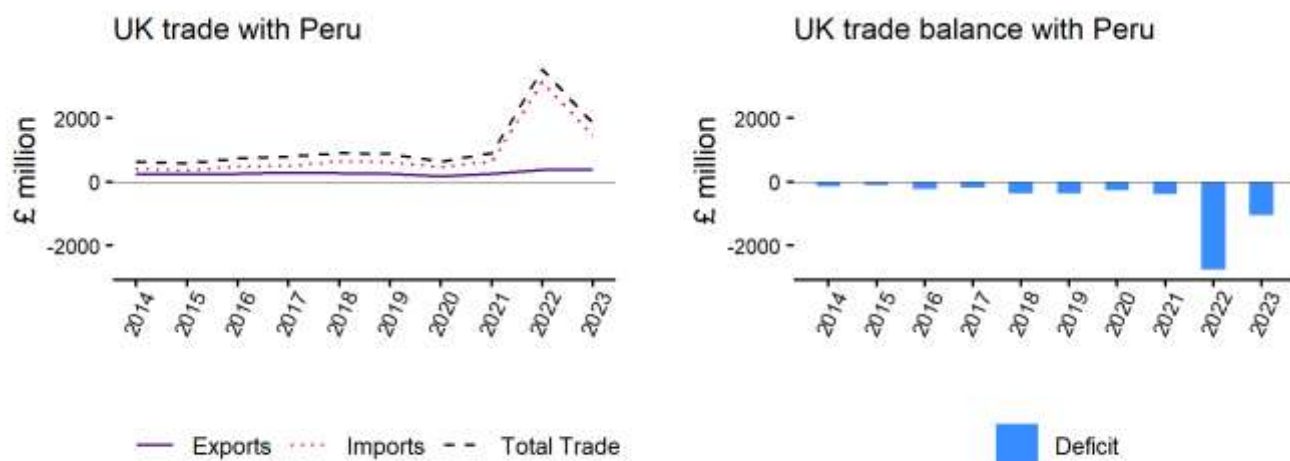 UK trade with Peru
£ million
2000
0
-2000
2014 2015 2016 2017 2018 2019 2020 2021 2022 2023
Exports Imports Total Trade
UK trade balance with Peru
£ million
2000
0
-2000
2014 2015 2016 2017 2018 2019 2020 2021 2022 2023
Deficit